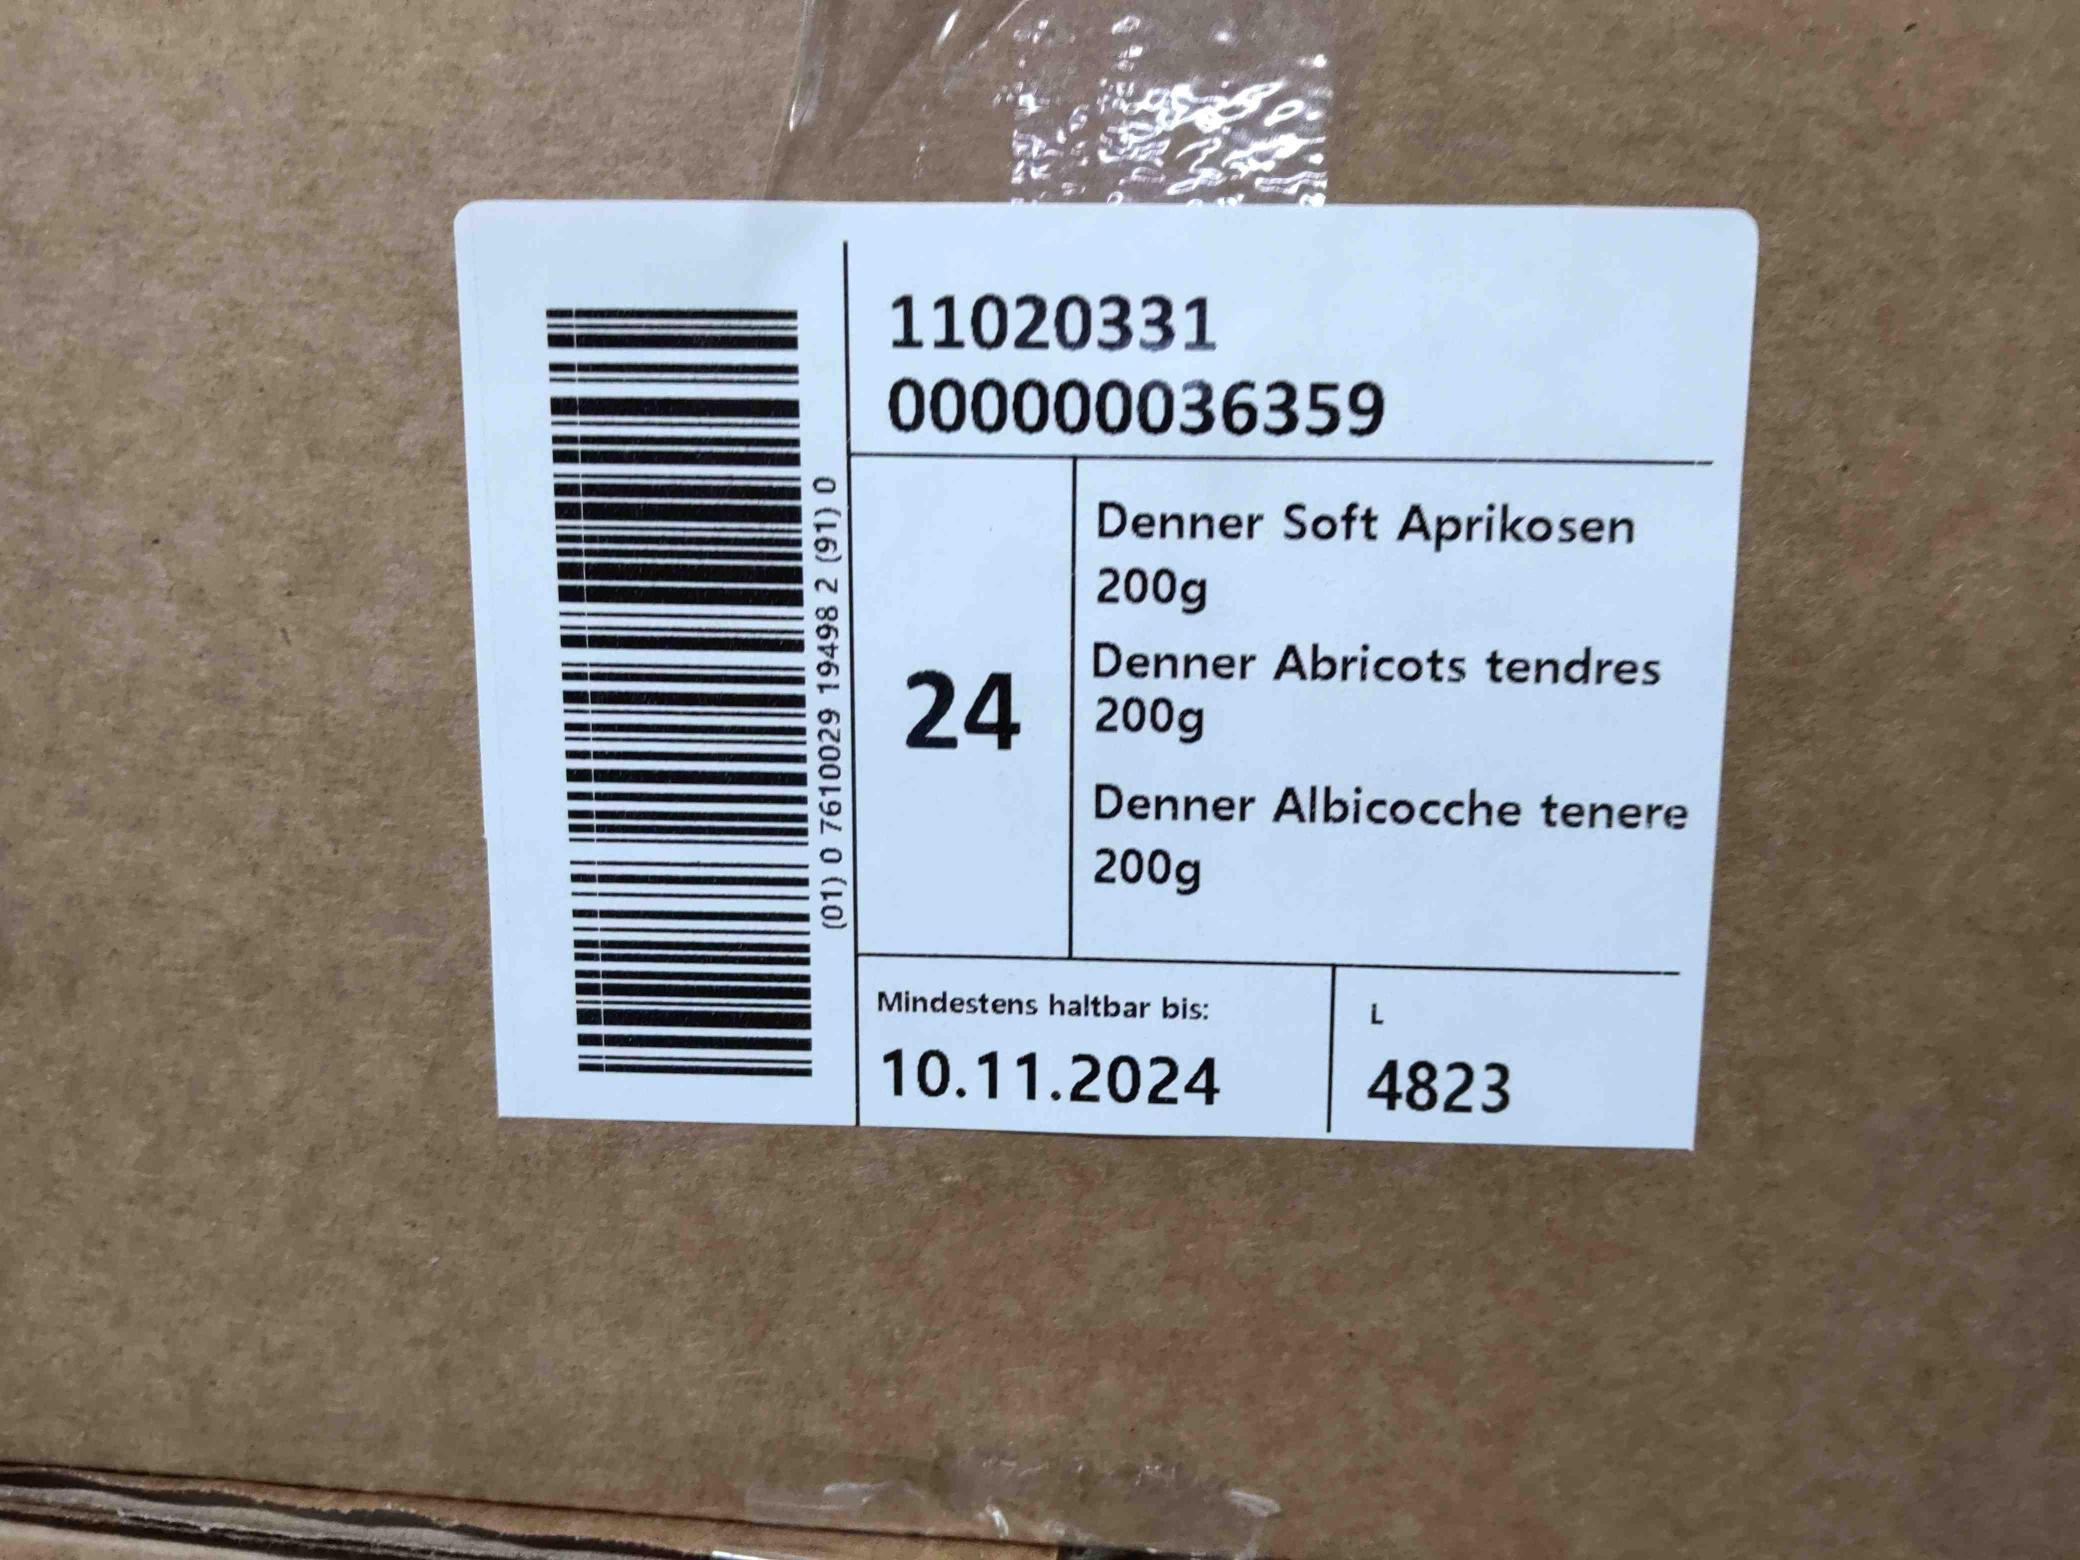 11020331
000000036359
(01) 0 7610029 19498 2 (91) 0
24
Denner Soft Aprikosen
200g
Denner Abricots tendres
200g
Denner Albicocche tenere
200g
Mindestens haltbar bis:
10.11.2024
L
4823